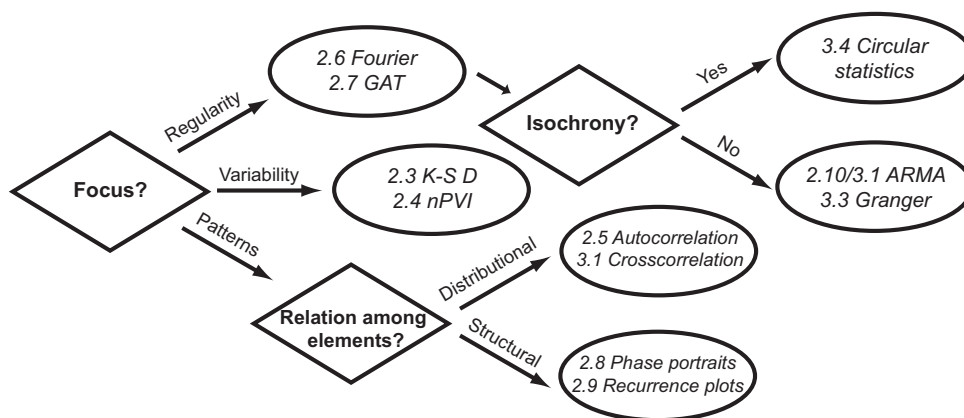 2.6 Fourier
2.7 GAT
3.4 Circular
statistics
Yes
Isochrony?
Regularity
No
Focus?
Variability
2.3 K-S D
2.4 nPVI
2.10/3.1 ARMA
3.3 Granger
Patterns
Distributional
2.5 Autocorrelation
3.1 Crosscorrelation
Relation among
elements?
Structural
2.8 Phase portraits
2.9 Recurrence plots